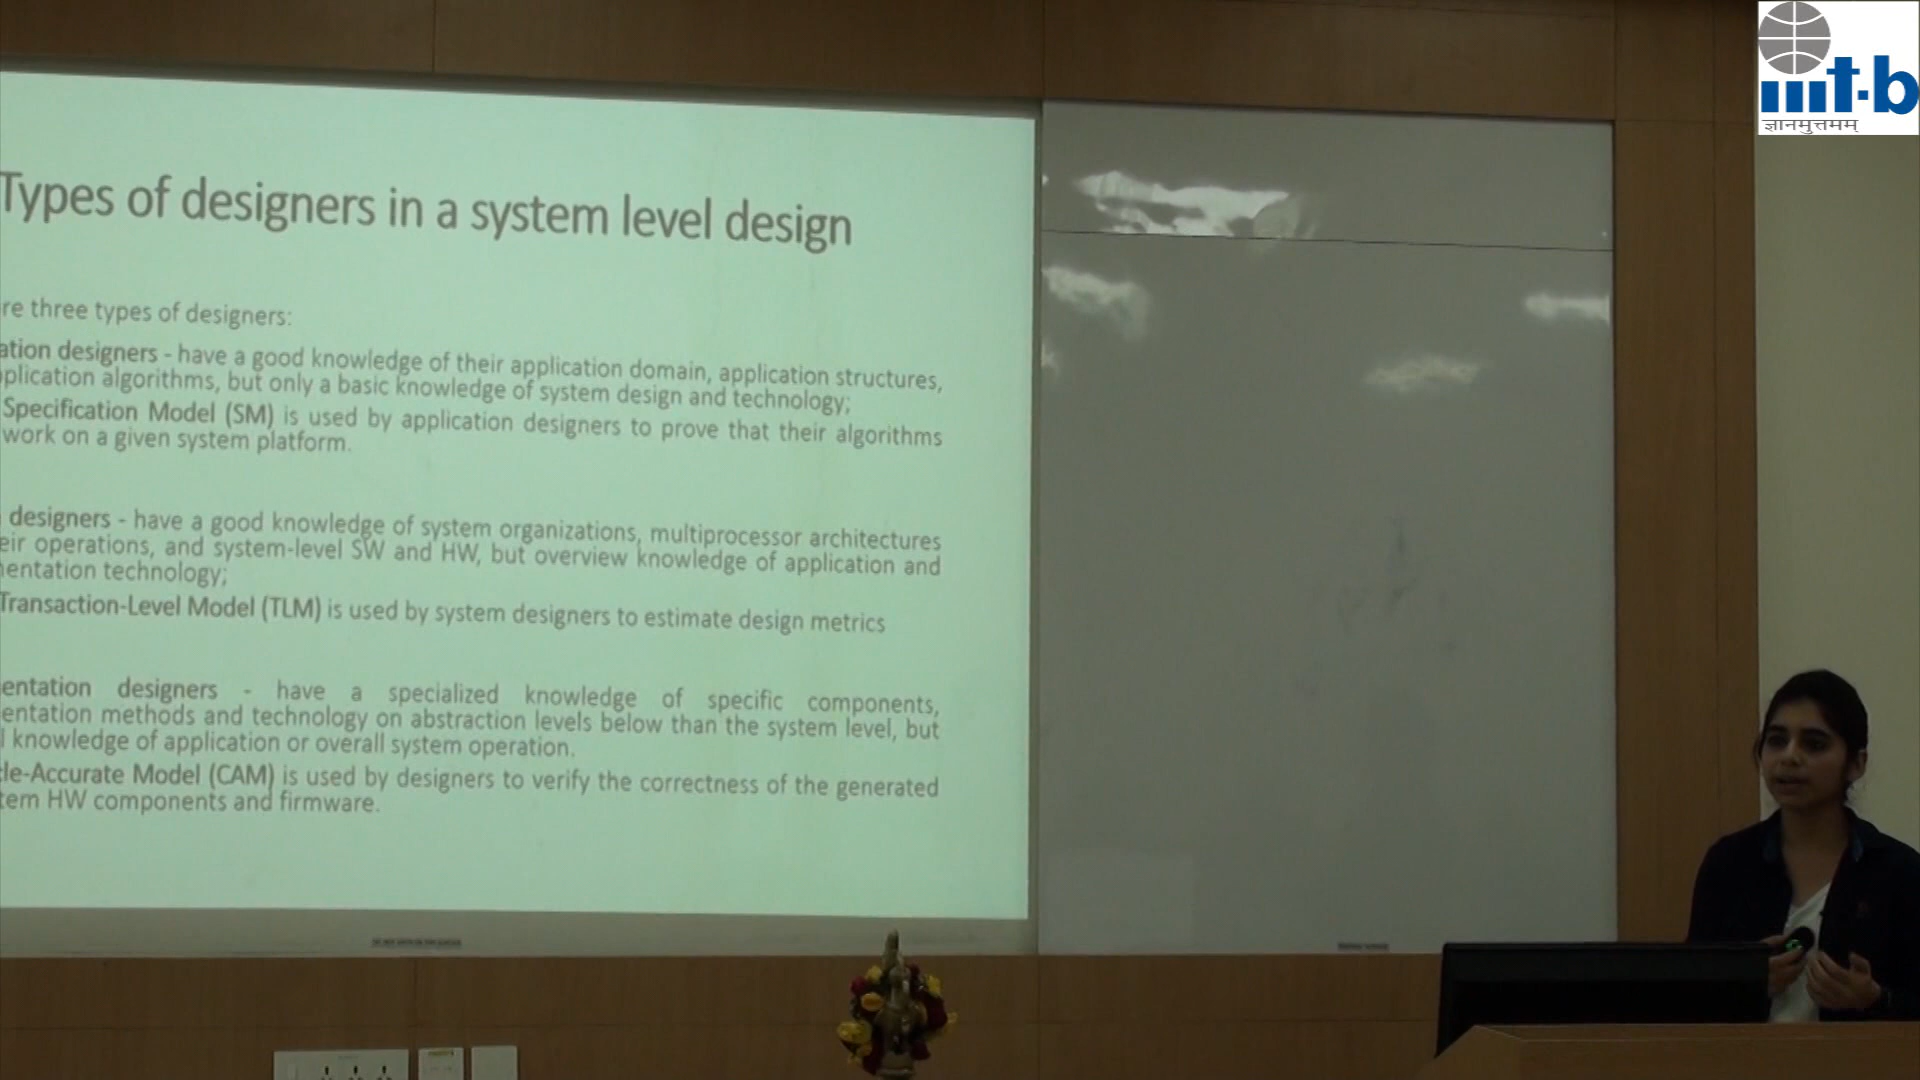 Types of designers in a system level design
re three types of designers:
ation designers - have a good knowledge of their application domain, application structures,
plication algorithms, but only a basic knowledge of system design and technology;
Specification Model (SM) is used by application designers to prove that their algorithms
work on a given system platform.
designers - have a good knowledge of system organizations, multiprocessor architectures
eir operations, and system-level SW and HW, but overview knowledge of application and
entation technology;
Transaction-Level Model (TLM) is used by system designers to estimate design metrics
entation designers - have a specialized knowledge of specific components,
entation methods and technology on abstraction levels below than the system level, but
l knowledge of application or overall system operation.
le-Accurate Model (CAM) is used by designers to verify the correctness of the generated
tem HW components and firmware.
iiit-b
ज्ञानमुत्तमम्